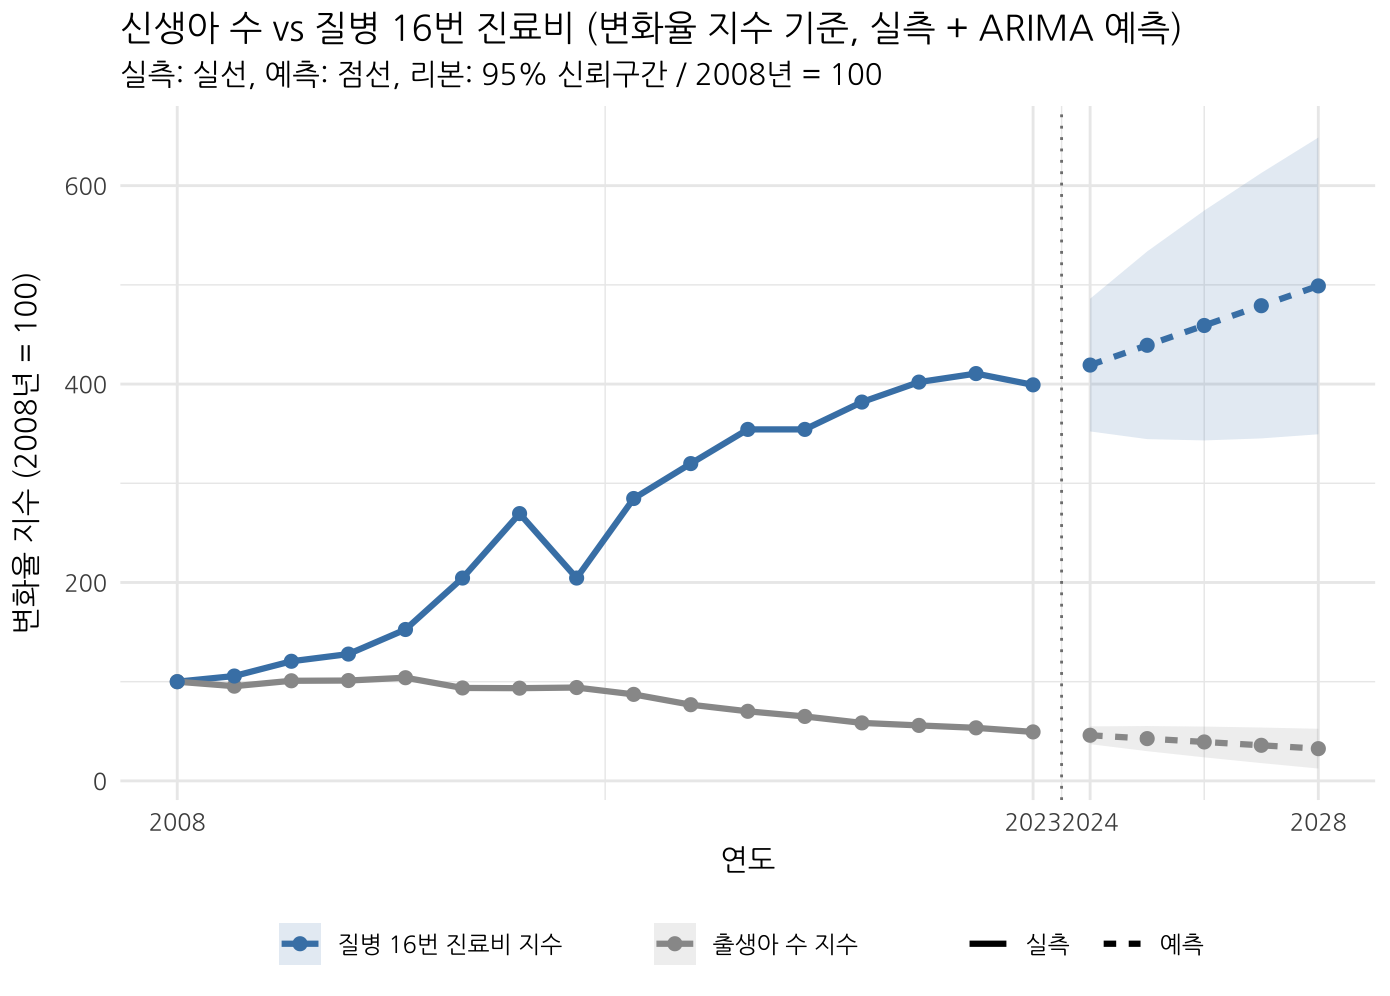 신생아 수 vs 질병 16번 진료비 (변화율 지수 기준, 실측 + ARIMA 예측)
실측: 실선, 예측: 점선, 리본: 95% 신뢰구간 / 2008년 = 100
변화율 지수 (2008년 = 100)
600
400
200
0
2008
2023
2024
2028
연도
질병 16번 진료비 지수
출생아 수 지수
실측
예측